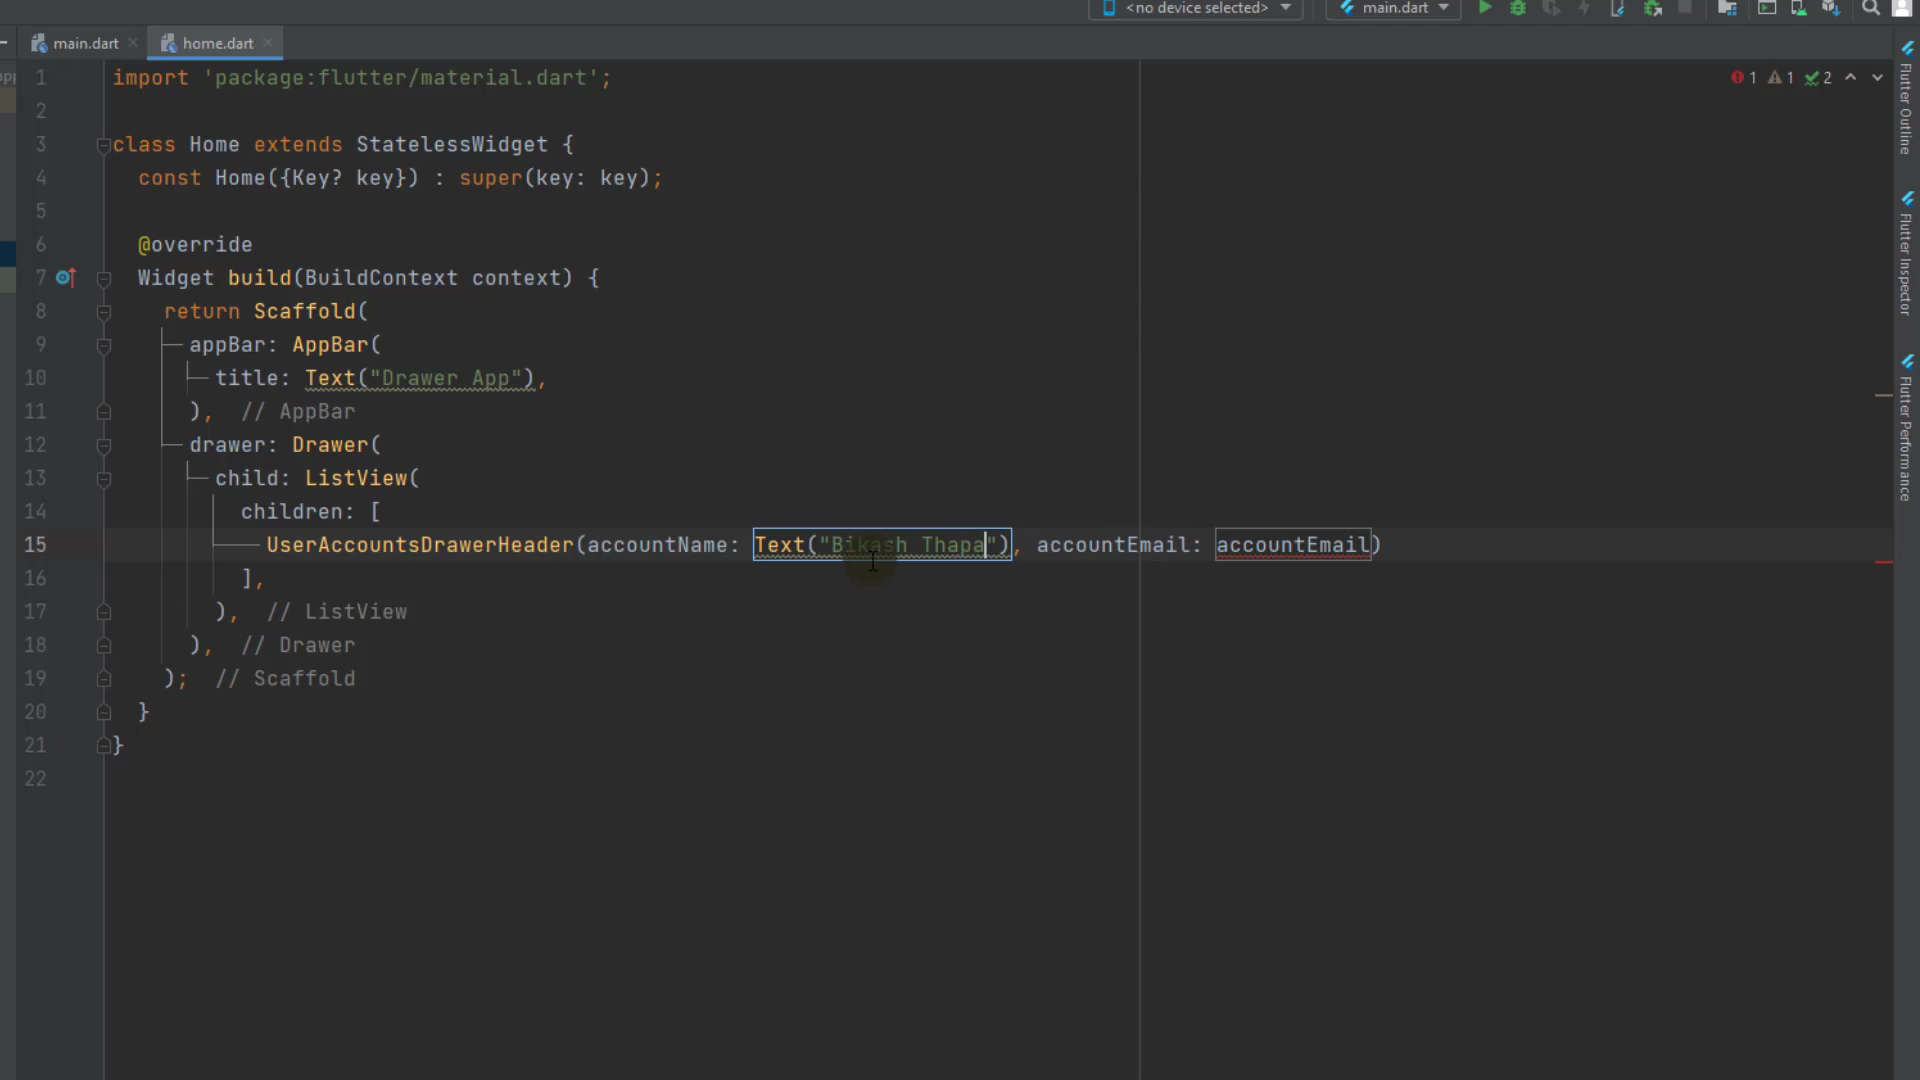 <no device selected>
main.dart
main.dart
home.dart
1 import 'package:flutter/material.dart';
1 1 2
2
3 class Home extends StatelessWidget {
4 const Home({Key? key}) : super(key: key);
5
6 @override
7 Widget build(BuildContext context) {
8 return Scaffold(
9 appBar: AppBar(
10 title: Text("Drawer App"),
11 ), // AppBar
12 drawer: Drawer(
13 child: ListView(
14 children: [
15 UserAccountsDrawerHeader(accountName: Text("Bikash Thapa"), accountEmail: accountEmail)
16 ],
17 ), // ListView
18 ), // Drawer
19 ); // Scaffold
20 }
21 }
22
Flutter Outline
Flutter Inspector
Flutter Performance